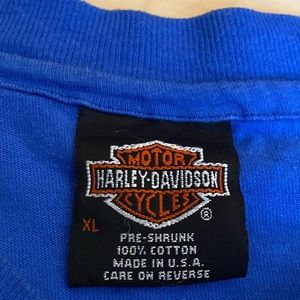 MOTOR
HARLEY-DAVIDSON
CYCLES
®
XL
PRE-SHRUNK
100% COTTON
MADE IN U.S.A.
CARE ON REVERSE